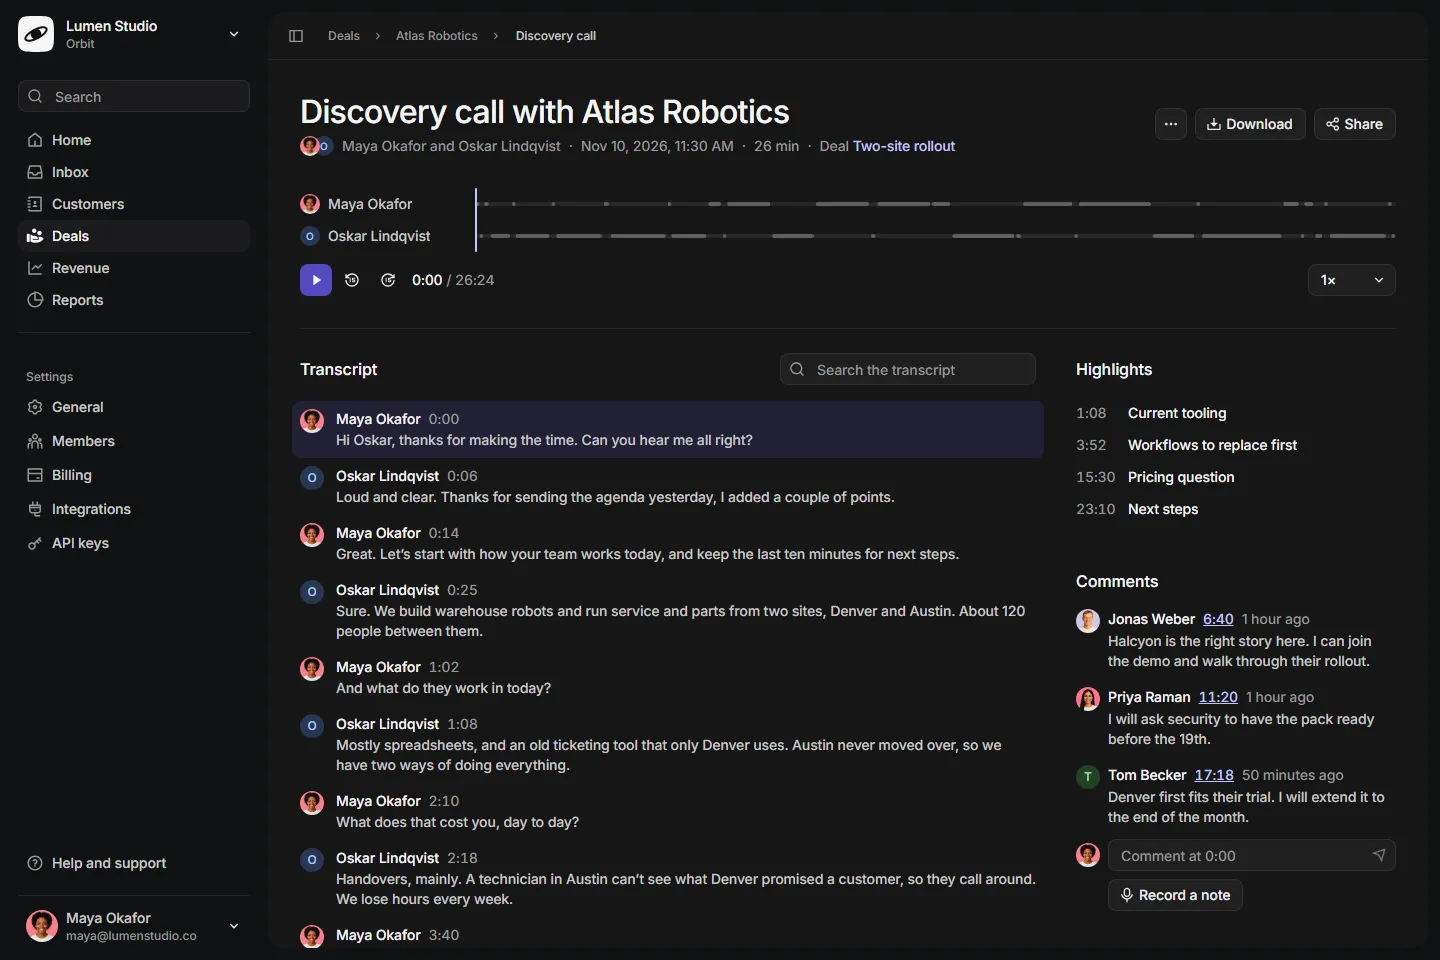 Lumen Studio
Orbit
Search
Home
Inbox
Customers
Deals
Revenue
Reports
Settings
General
Members
Billing
Integrations
API keys
Help and support
Maya Okafor
maya@lumenstudio.co
Deals › Atlas Robotics › Discovery call
Discovery call with Atlas Robotics
O Maya Okafor and Oskar Lindqvist · Nov 10, 2026, 11:30 AM · 26 min · Deal Two-site rollout
Download
Share
Maya Okafor
O Oskar Lindqvist
15 15 0:00 / 26:24
1×
Transcript
Search the transcript
Maya Okafor 0:00
Hi Oskar, thanks for making the time. Can you hear me all right?
O Oskar Lindqvist 0:06
Loud and clear. Thanks for sending the agenda yesterday, I added a couple of points.
Maya Okafor 0:14
Great. Let’s start with how your team works today, and keep the last ten minutes for next steps.
O Oskar Lindqvist 0:25
Sure. We build warehouse robots and run service and parts from two sites, Denver and Austin. About 120
people between them.
Maya Okafor 1:02
And what do they work in today?
O Oskar Lindqvist 1:08
Mostly spreadsheets, and an old ticketing tool that only Denver uses. Austin never moved over, so we
have two ways of doing everything.
Maya Okafor 2:10
What does that cost you, day to day?
O Oskar Lindqvist 2:18
Handovers, mainly. A technician in Austin can’t see what Denver promised a customer, so they call around.
We lose hours every week.
Maya Okafor 3:40
Highlights
1:08 Current tooling
3:52 Workflows to replace first
15:30 Pricing question
23:10 Next steps
Comments
Jonas Weber 6:40 1 hour ago
Halcyon is the right story here. I can join
the demo and walk through their rollout.
Priya Raman 11:20 1 hour ago
I will ask security to have the pack ready
before the 19th.
T Tom Becker 17:18 50 minutes ago
Denver first fits their trial. I will extend it to
the end of the month.
Comment at 0:00
Record a note